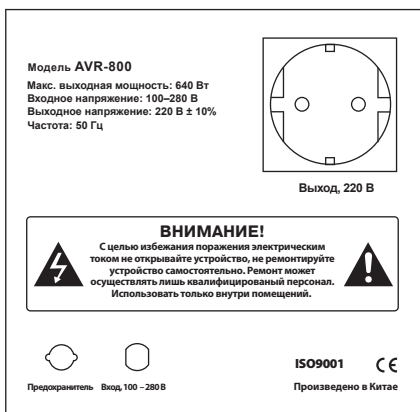 Модель AVR-800
Макс. выходная мощность: 640 Вт
Входное напряжение: 100–280 В
Выходное напряжение: 220 В ± 10%
Частота: 50 Гц
Выход, 220 В
ВНИМАНИЕ!
С целью избежания поражения электрическим
током не открывайте устройство, не ремонтируйте
устройство самостоятельно. Ремонт может
осуществлять лишь квалифицированый персонал.
Использовать только внутри помещений.
Предохранитель Вход, 100 – 280 В
ISO9001 CE
Произведено в Китае